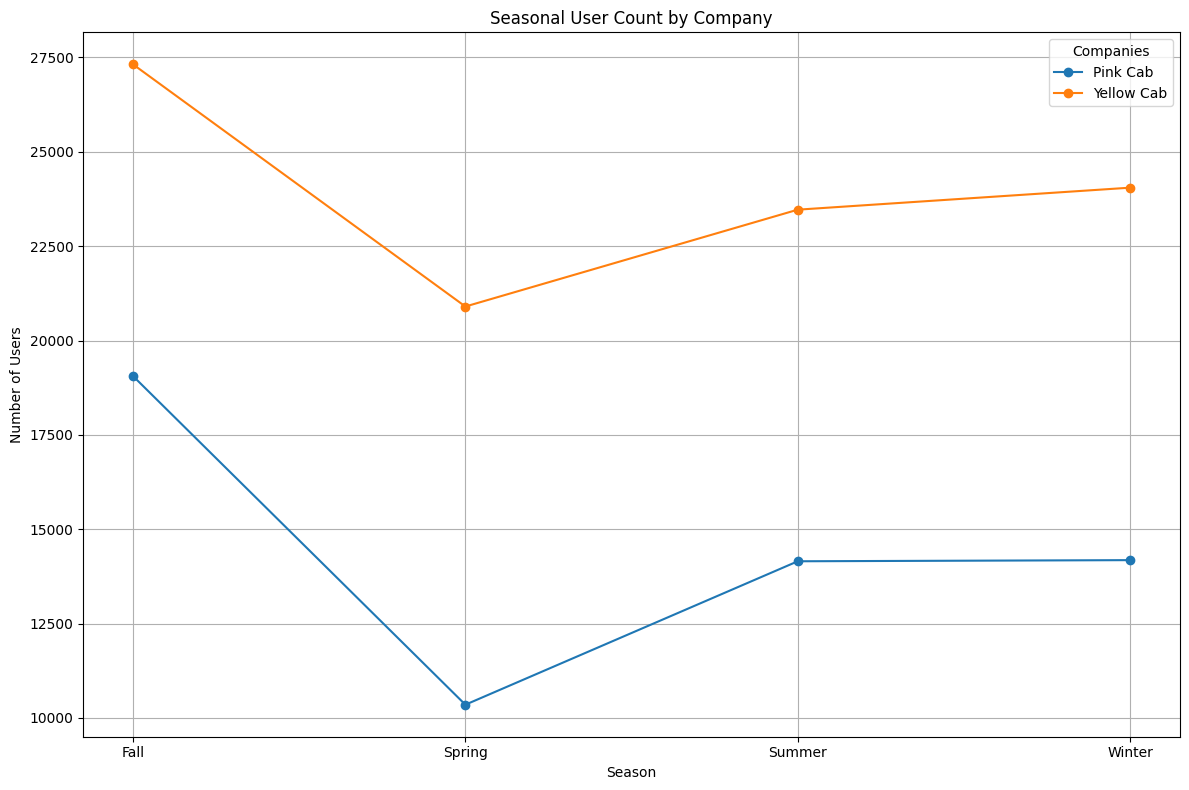 Seasonal User Count by Company
Companies
Pink Cab
Yellow Cab
27500
25000
22500
20000
17500
15000
12500
10000
Number of Users
Fall
Spring
Summer
Winter
Season